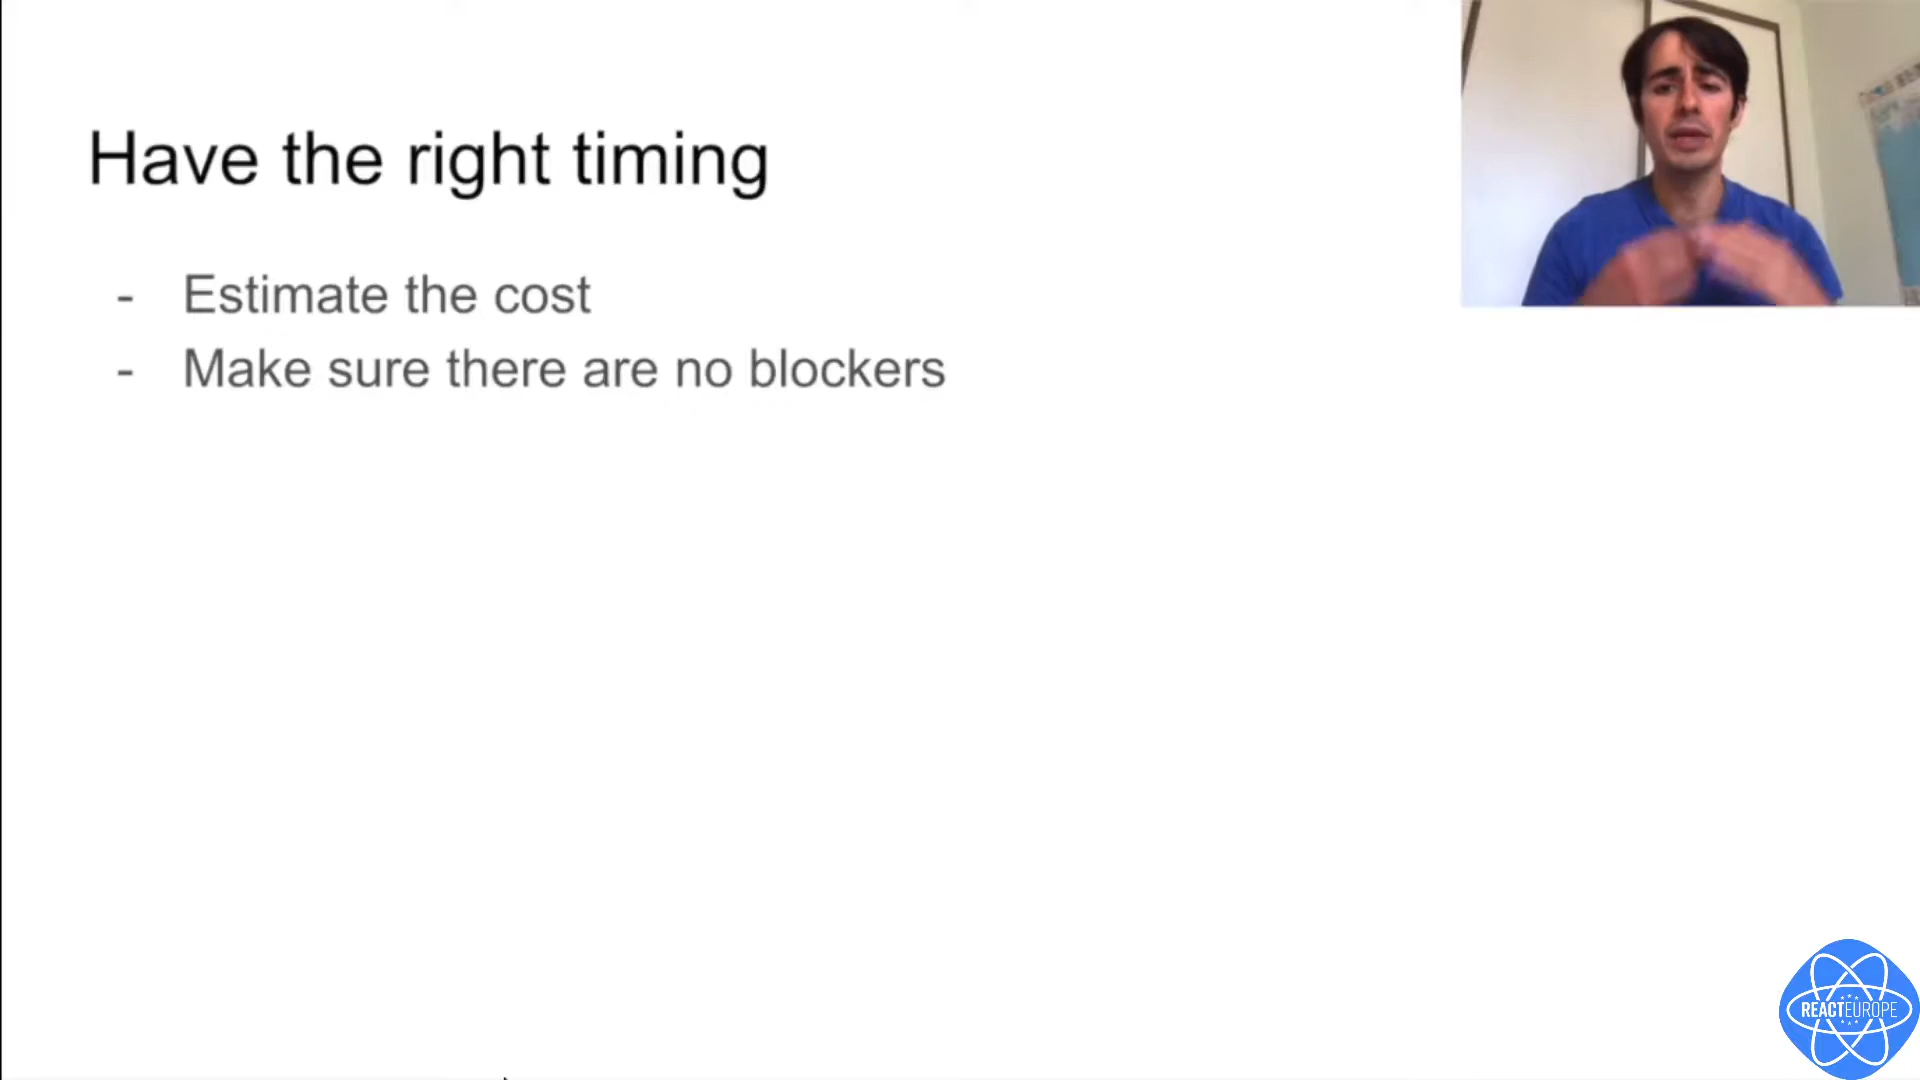 Have the right timing
- Estimate the cost
- Make sure there are no blockers
REACTEUROPE